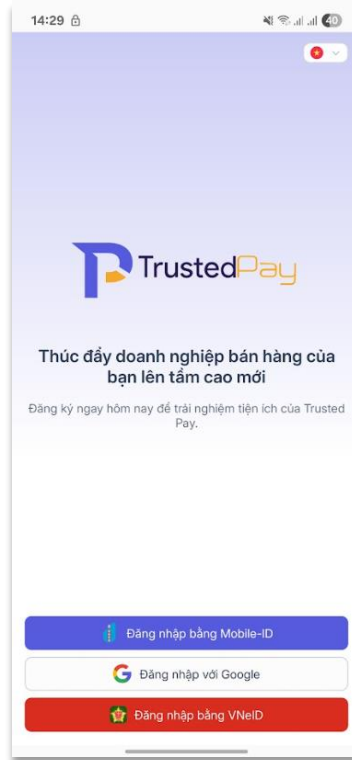 14:29
40
TrustedPay
Thúc đẩy doanh nghiệp bán hàng của
bạn lên tầm cao mới
Đăng ký ngay hôm nay để trải nghiệm tiện ích của Trusted
Pay.
Đăng nhập bằng Mobile-ID
Đăng nhập với Google
Đăng nhập bằng VNeID